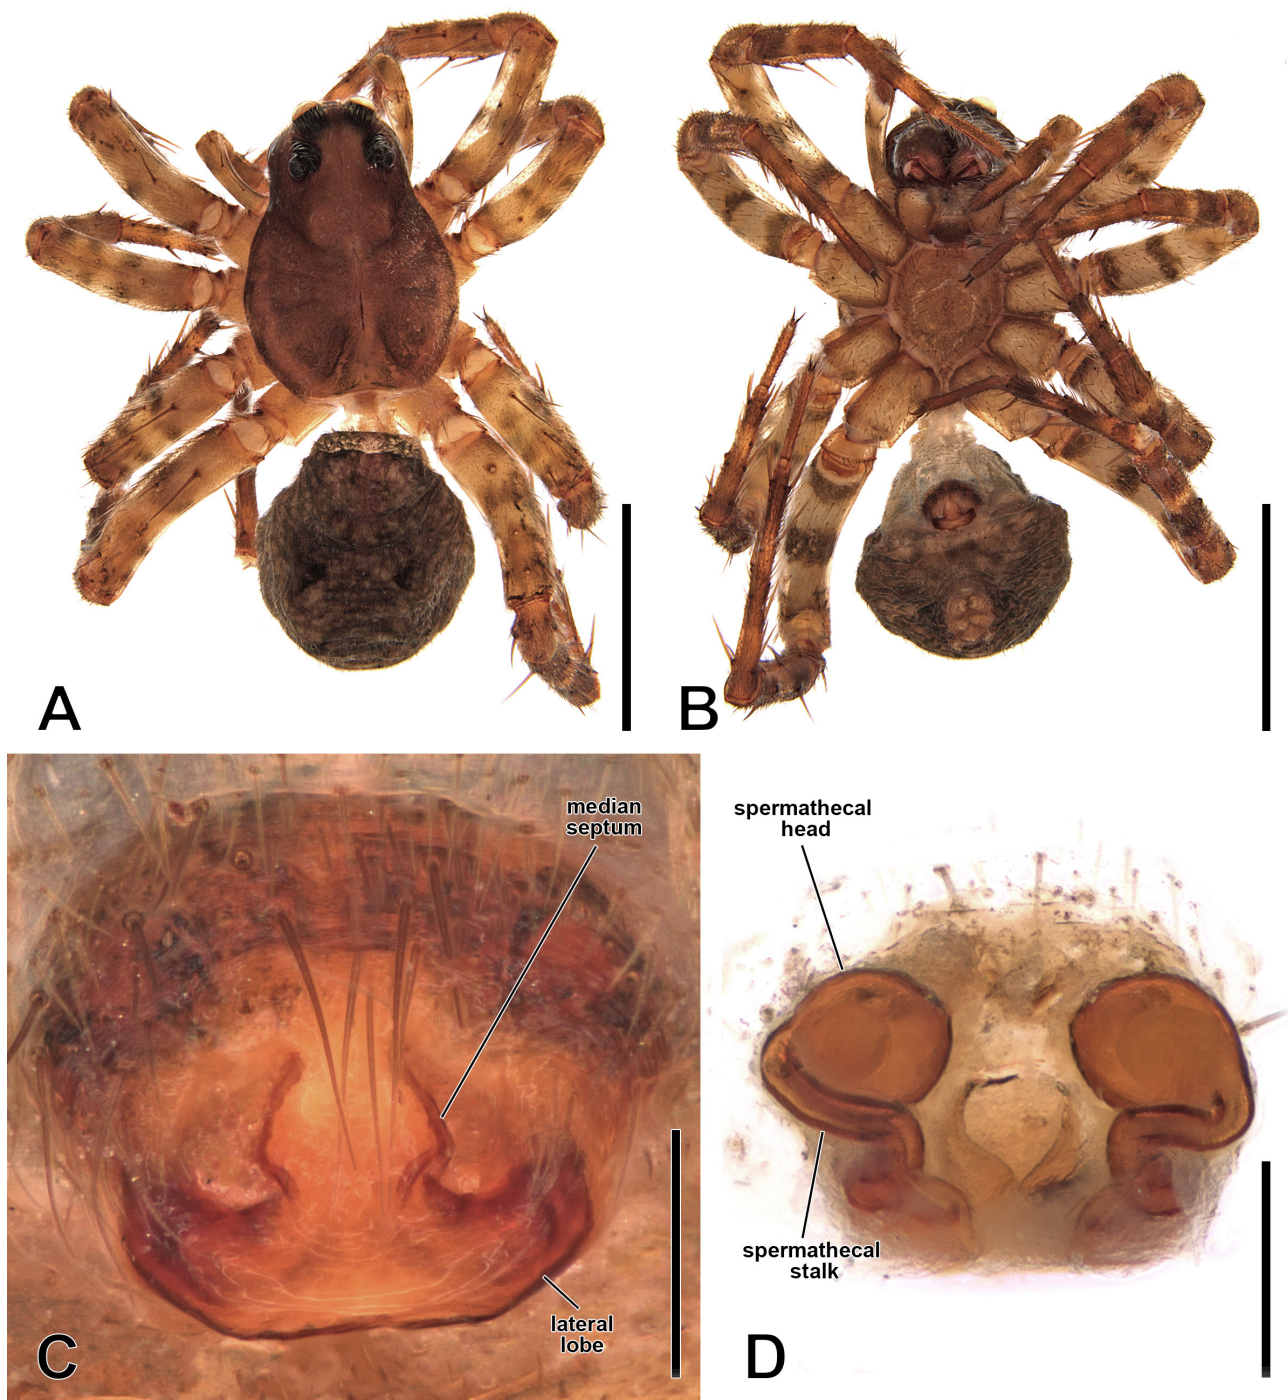 A
B
median
septum
lateral
lobe
C
spermathecal
head
spermathecal
stalk
D